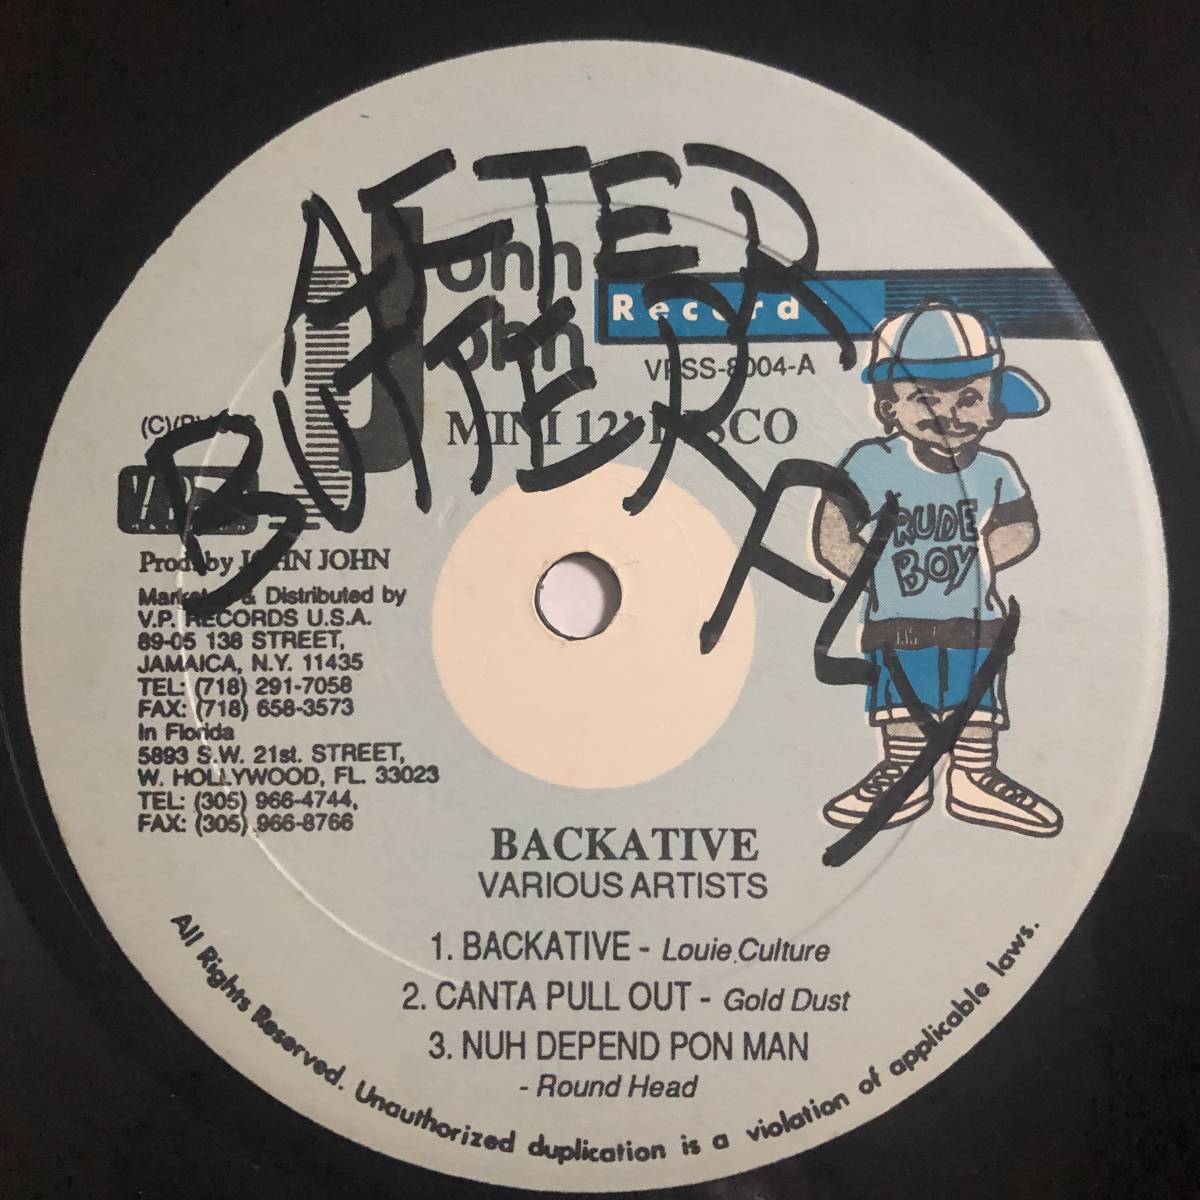 AFTER
BUTTERFLY
John
John
Records
VPSS-8004-A
MINI 12" DISCO
VP
Prod. by JOHN JOHN
Marketed & Distributed by
V.P. RECORDS U.S.A.
89-05 138 STREET,
JAMAICA, N.Y. 11435
TEL: (718) 291-7058
FAX: (718) 658-3573
In Florida
5893 S.W. 21st. STREET,
W. HOLLYWOOD, FL. 33023
TEL: (305) 966-4744,
FAX: (305) 966-8766
RUDE
BOY
BACKATIVE
VARIOUS ARTISTS
1. BACKATIVE - Louie Culture
2. CANTA PULL OUT - Gold Dust
3. NUH DEPEND PON MAN
- Round Head
All Rights Reserved. Unauthorized duplication is a violation of applicable laws.